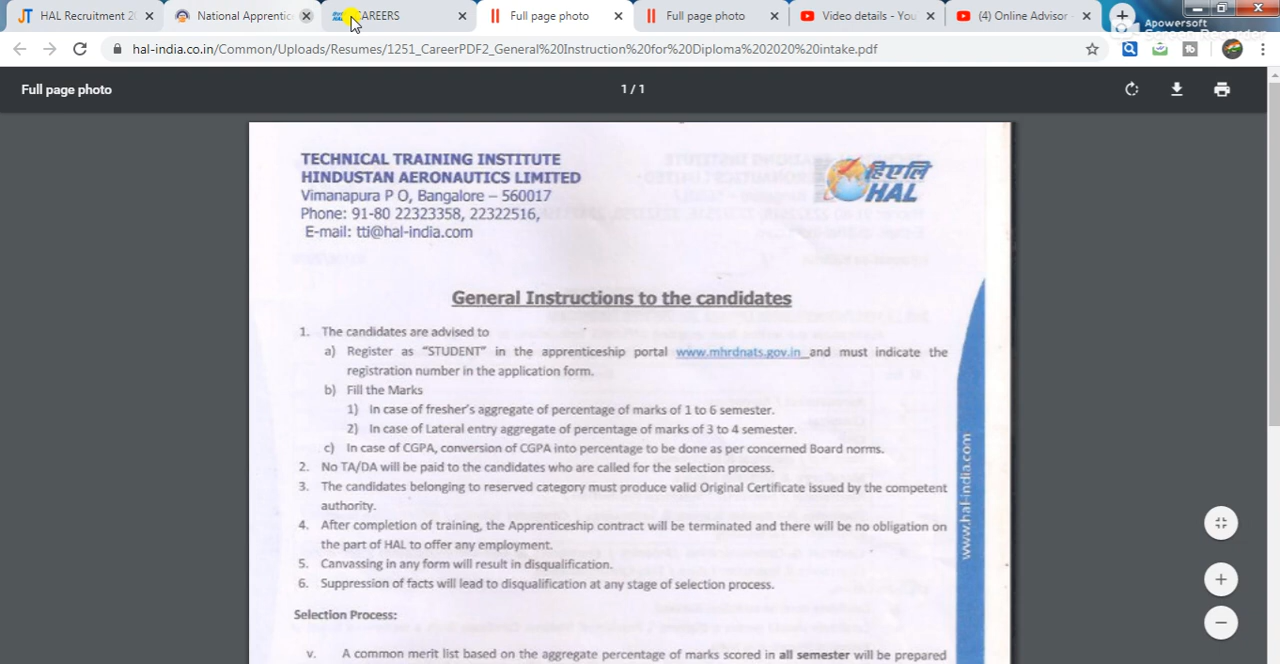 HAL Recruitment 20
National Apprentic
CAREERS
Full page photo
Full page photo
Video details - You
(4) Online Advisor -
Apowersoft
Screen Recorder
hal-india.co.in/Common/Uploads/Resumes/1251_CareerPDF2_General%20Instruction%20for%20Diploma%202020%20intake.pdf
Full page photo
1 / 1
TECHNICAL TRAINING INSTITUTE
HINDUSTAN AERONAUTICS LIMITED
Vimanapura P O, Bangalore – 560017
Phone: 91-80 22323358, 22322516,
E-mail: tti@hal-india.com
हिएलि
HAL
General Instructions to the candidates
1. The candidates are advised to
a) Register as “STUDENT” in the apprenticeship portal www.mhrdnats.gov.in and must indicate the
registration number in the application form.
b) Fill the Marks
1) In case of fresher’s aggregate of percentage of marks of 1 to 6 semester.
2) In case of Lateral entry aggregate of percentage of marks of 3 to 4 semester.
c) In case of CGPA, conversion of CGPA into percentage to be done as per concerned Board norms.
2. No TA/DA will be paid to the candidates who are called for the selection process.
3. The candidates belonging to reserved category must produce valid Original Certificate issued by the competent
authority.
4. After completion of training, the Apprenticeship contract will be terminated and there will be no obligation on
the part of HAL to offer any employment.
5. Canvassing in any form will result in disqualification.
6. Suppression of facts will lead to disqualification at any stage of selection process.
www.hal-india.com
Selection Process:
v. A common merit list based on the aggregate percentage of marks scored in all semester will be prepared